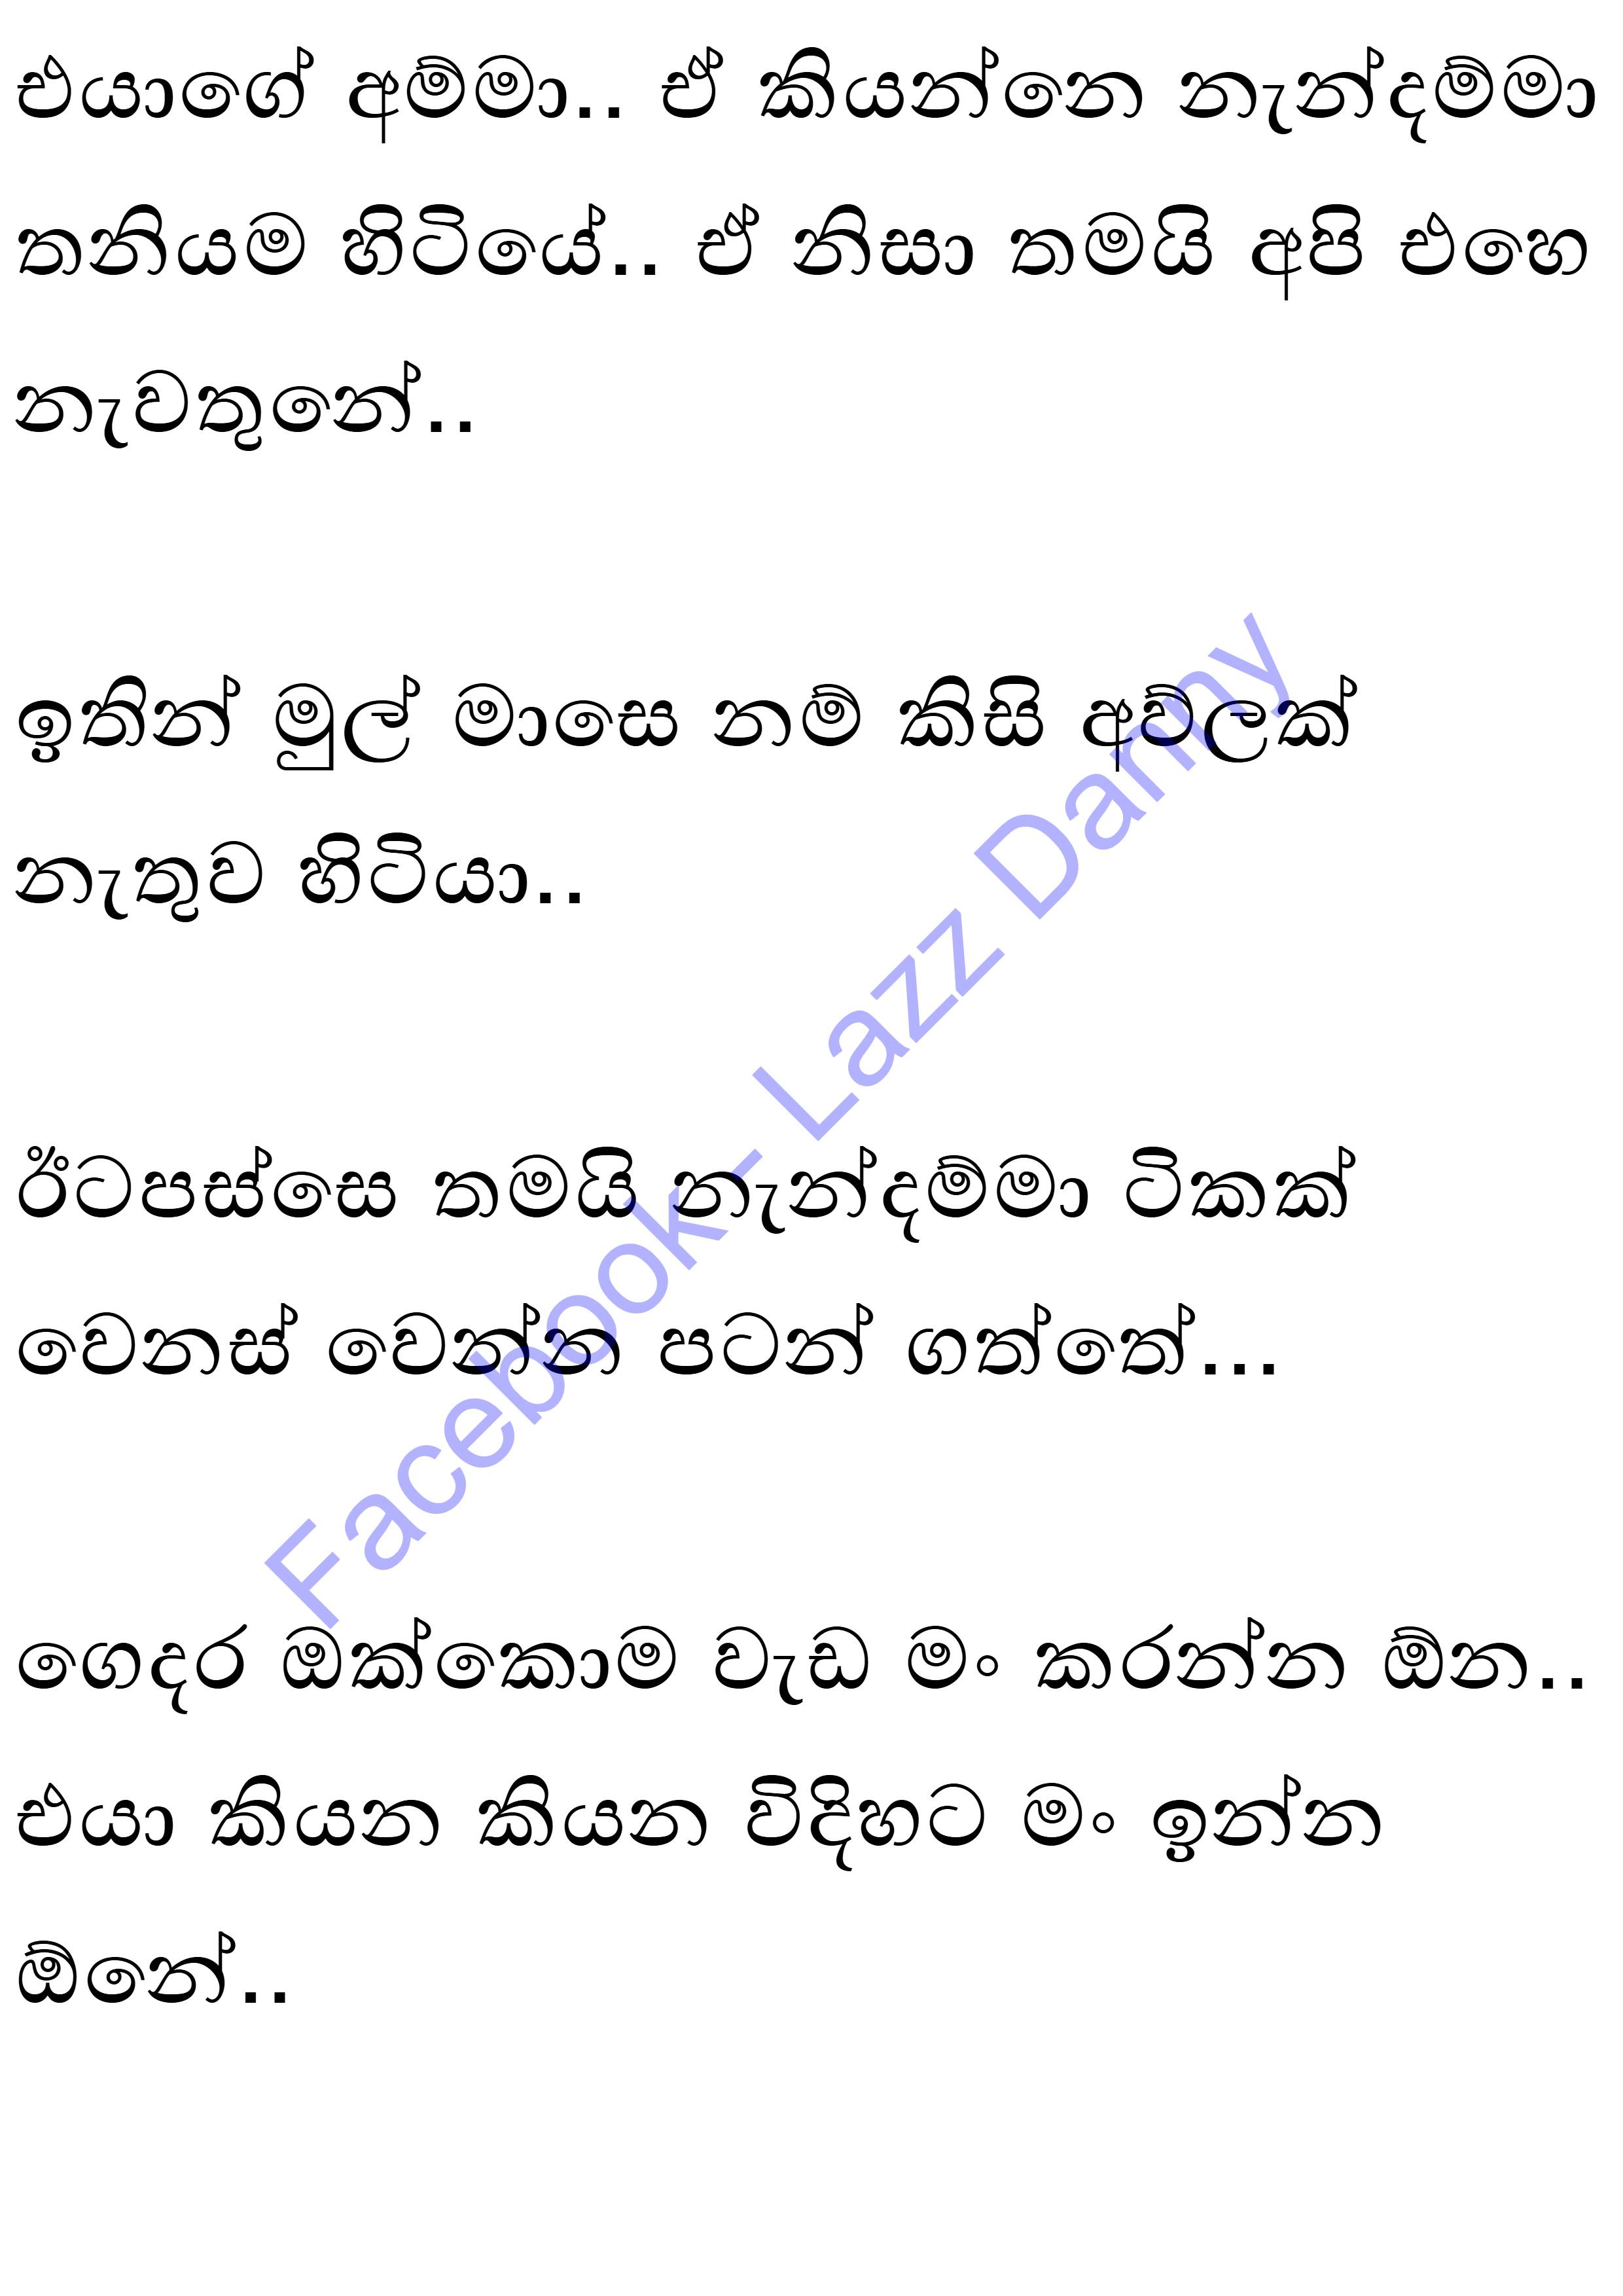 එයාගේ අම්මා.. ඒ කියන්නෙ නැන්දම්මා
තනියම හිටියේ.. ඒ නිසා තමයි අපි එහෙ
නැවතුනේ..
ඉතින් මුල් මාසෙ නම් කිසි අව්ලක්
නැතුව හිටියා..
ඊටපස්සෙ තමයි නැන්දම්මා ටිකක්
වෙනස් වෙන්න පටන් ගත්තේ...
ගෙදර ඔක්කොම වැඩ මං කරන්න ඕන..
එයා කියන කියන විදිහට මං ඉන්න
ඕනේ..
Facebook- Lazz Damy